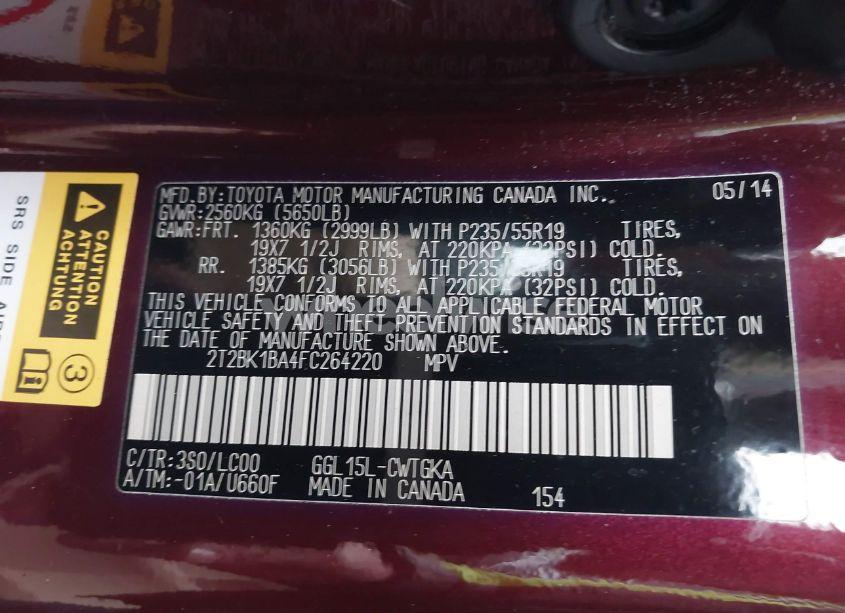 MFD.BY:TOYOTA MOTOR MANUFACTURING CANADA INC. 05/14
GVWR:2560KG (5650LB)
GAWR:FRT. 1360KG (2999LB) WITH P235/55R19 TIRES,
19X7 1/2J RIMS, AT 220KPA (32PSI) COLD.
RR. 1385KG (3056LB) WITH P235/55R19 TIRES,
19X7 1/2J RIMS, AT 220KPA (32PSI) COLD.
THIS VEHICLE CONFORMS TO ALL APPLICABLE FEDERAL MOTOR
VEHICLE SAFETY AND THEFT PREVENTION STANDARDS IN EFFECT ON
THE DATE OF MANUFACTURE SHOWN ABOVE.
2T2BK1BA4FC264220 MPV
C/TR:3S0/LC00 GGL15L-CWTGKA
A/TM:-01A/U660F MADE IN CANADA 154
SRS SIDE
CAUTION
ATTENTION
ACHTUNG
3